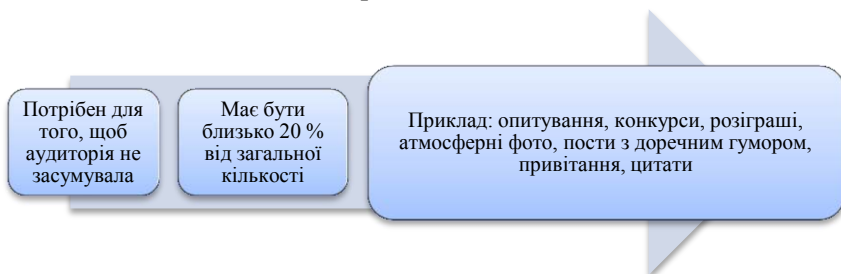 Потрібен для
того, щоб
аудиторія не
засумувала
Має бути
близько 20 %
від загальної
кількості
Приклад: опитування, конкурси, розіграші,
атмосферні фото, пости з доречним гумором,
привітання, цитати